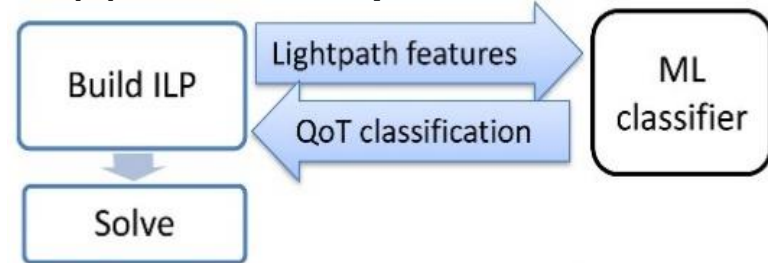 Build ILP
Lightpath features
QoT classification
ML
classifier
Solve